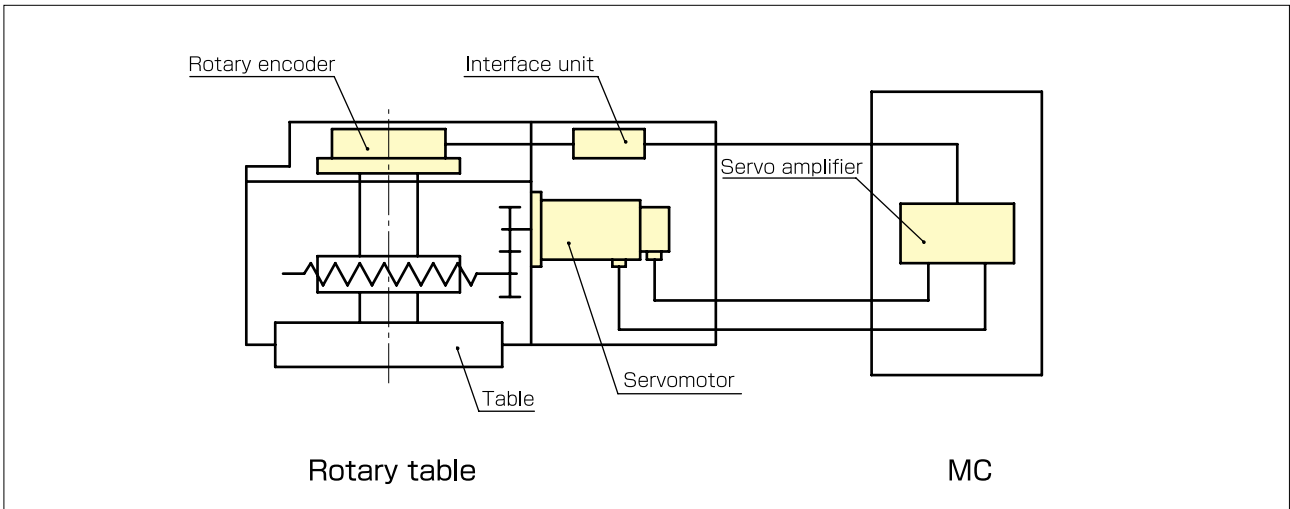 Rotary encoder
Interface unit
Servo amplifier
Servomotor
Table
Rotary table
MC